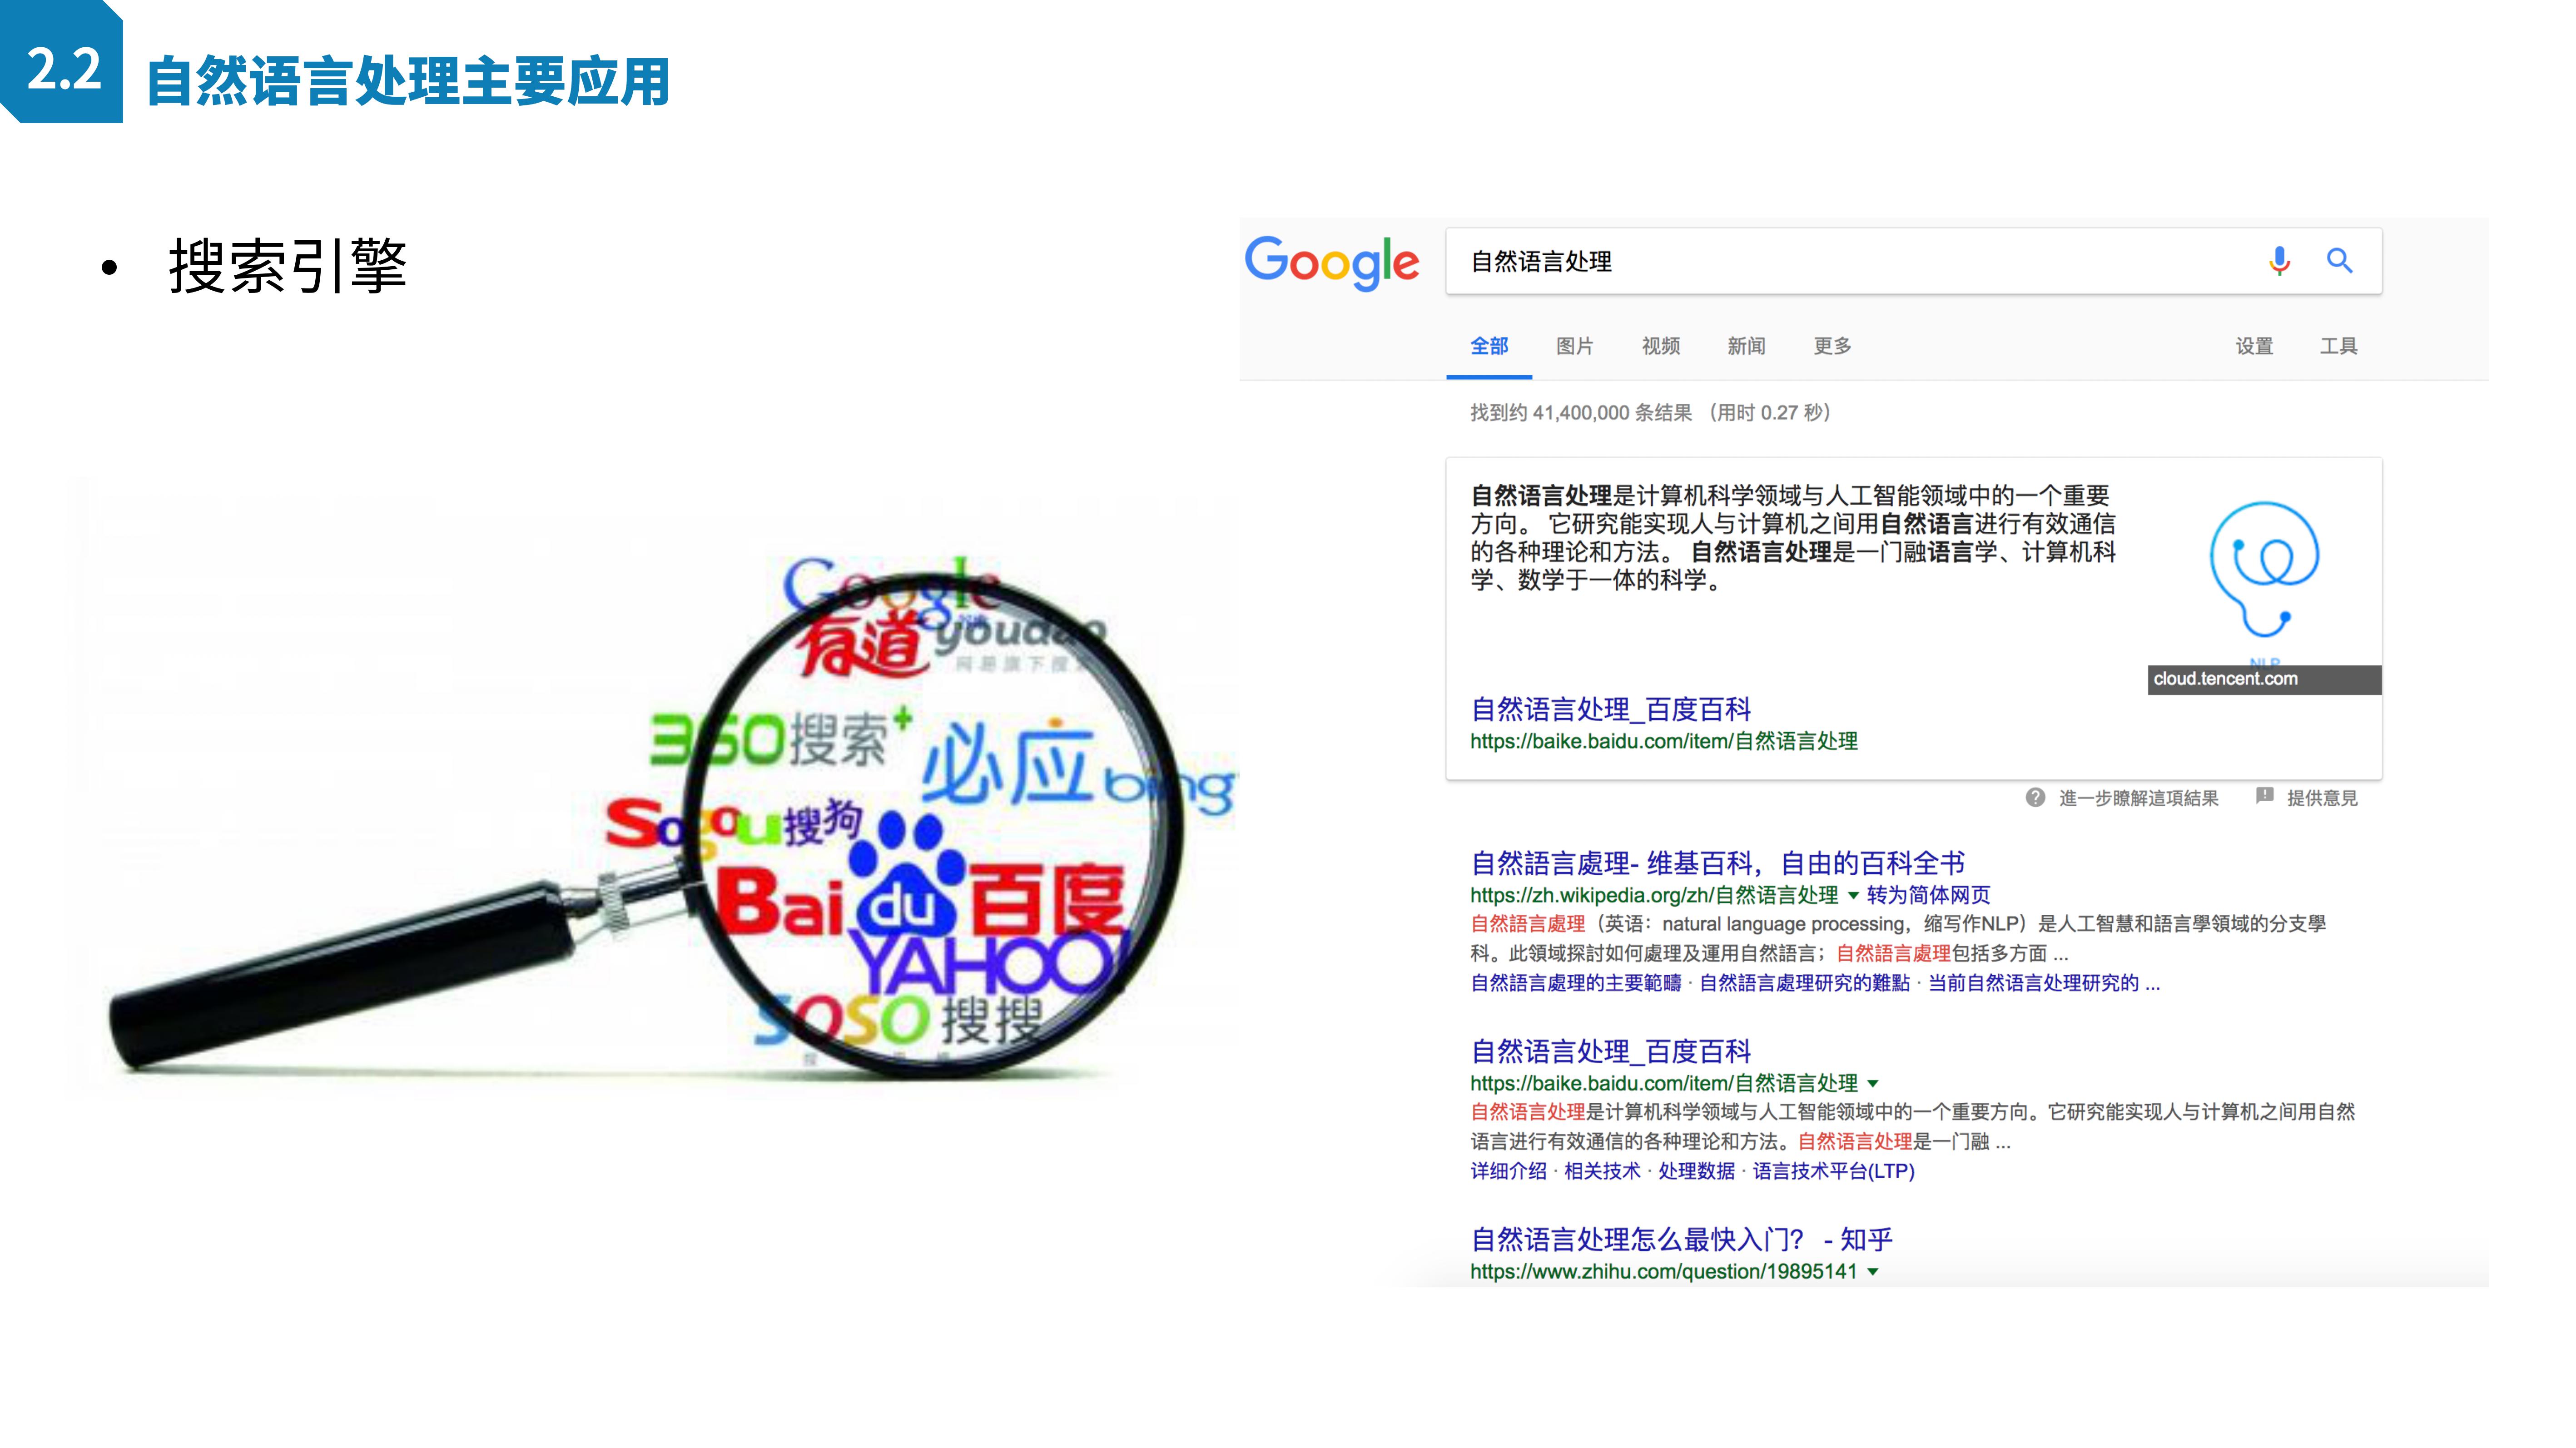 2.2
自然语言处理主要应用
• 搜索引擎
Google
有道 youdao
360搜索+
必应 bing
Sogou搜狗
Bai du 百度
YAHOO!
SOSO 搜搜
Google
自然语言处理
全部 图片 视频 新闻 更多 设置 工具
找到约 41,400,000 条结果 （用时 0.27 秒）
自然语言处理是计算机科学领域与人工智能领域中的一个重要
方向。 它研究能实现人与计算机之间用自然语言进行有效通信
的各种理论和方法。 自然语言处理是一门融语言学、计算机科
学、数学于一体的科学。
NLP
cloud.tencent.com
自然语言处理_百度百科
https://baike.baidu.com/item/自然语言处理
進一步瞭解這項結果 提供意見
自然語言處理- 维基百科，自由的百科全书
https://zh.wikipedia.org/zh/自然语言处理 ▼ 转为简体网页
自然語言處理（英语：natural language processing，缩写作NLP）是人工智慧和語言學領域的分支學
科。此領域探討如何處理及運用自然語言；自然語言處理包括多方面 ...
自然語言處理的主要範疇 · 自然語言處理研究的難點 · 当前自然语言处理研究的 ...
自然语言处理_百度百科
https://baike.baidu.com/item/自然语言处理 ▼
自然语言处理是计算机科学领域与人工智能领域中的一个重要方向。它研究能实现人与计算机之间用自然
语言进行有效通信的各种理论和方法。自然语言处理是一门融 ...
详细介绍 · 相关技术 · 处理数据 · 语言技术平台(LTP)
自然语言处理怎么最快入门？ - 知乎
https://www.zhihu.com/question/19895141 ▼